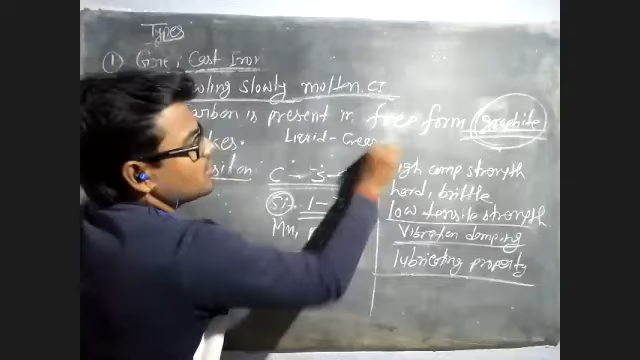 Types
① Grey Cast Iron
cooling slowly molten CI
carbon is present in free form graphite
flakes.
Liquid - Green
C - 3 -
high comp strength
Si - 1 -
hard, brittle
low tensile strength
Mn,
Vibration damping
lubricating property